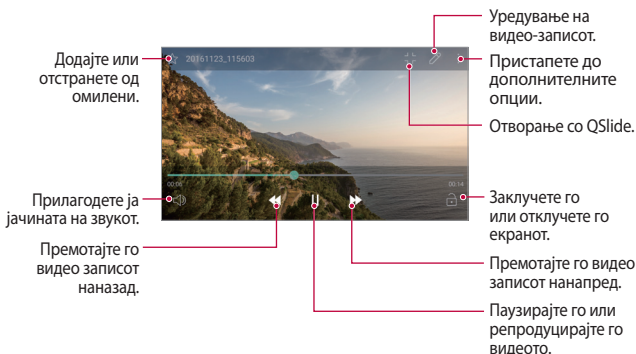 Додајте или
отстранете од
омилени.
Прилагодете ја
јачината на звукот.
Премотајте го
видео записот
наназад.
20161123_115603
00:06
00:14
Уредување на
видео-записот.
Пристапете до
дополнителните
опции.
Отворање со QSlide.
Заклучете го
или отклучете го
екранот.
Премотајте го видео
записот нанапред.
Паузирајте го или
репродуцирајте го
видеото.